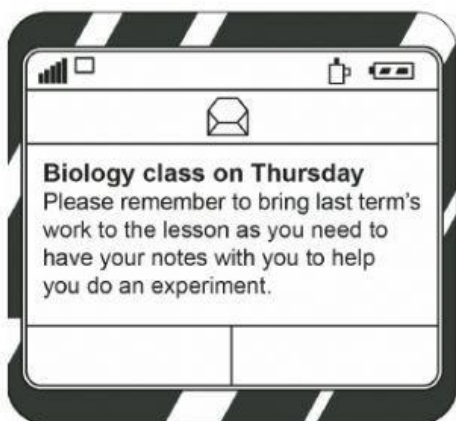 Biology class on Thursday
Please remember to bring last term's
work to the lesson as you need to
have your notes with you to help
you do an experiment.